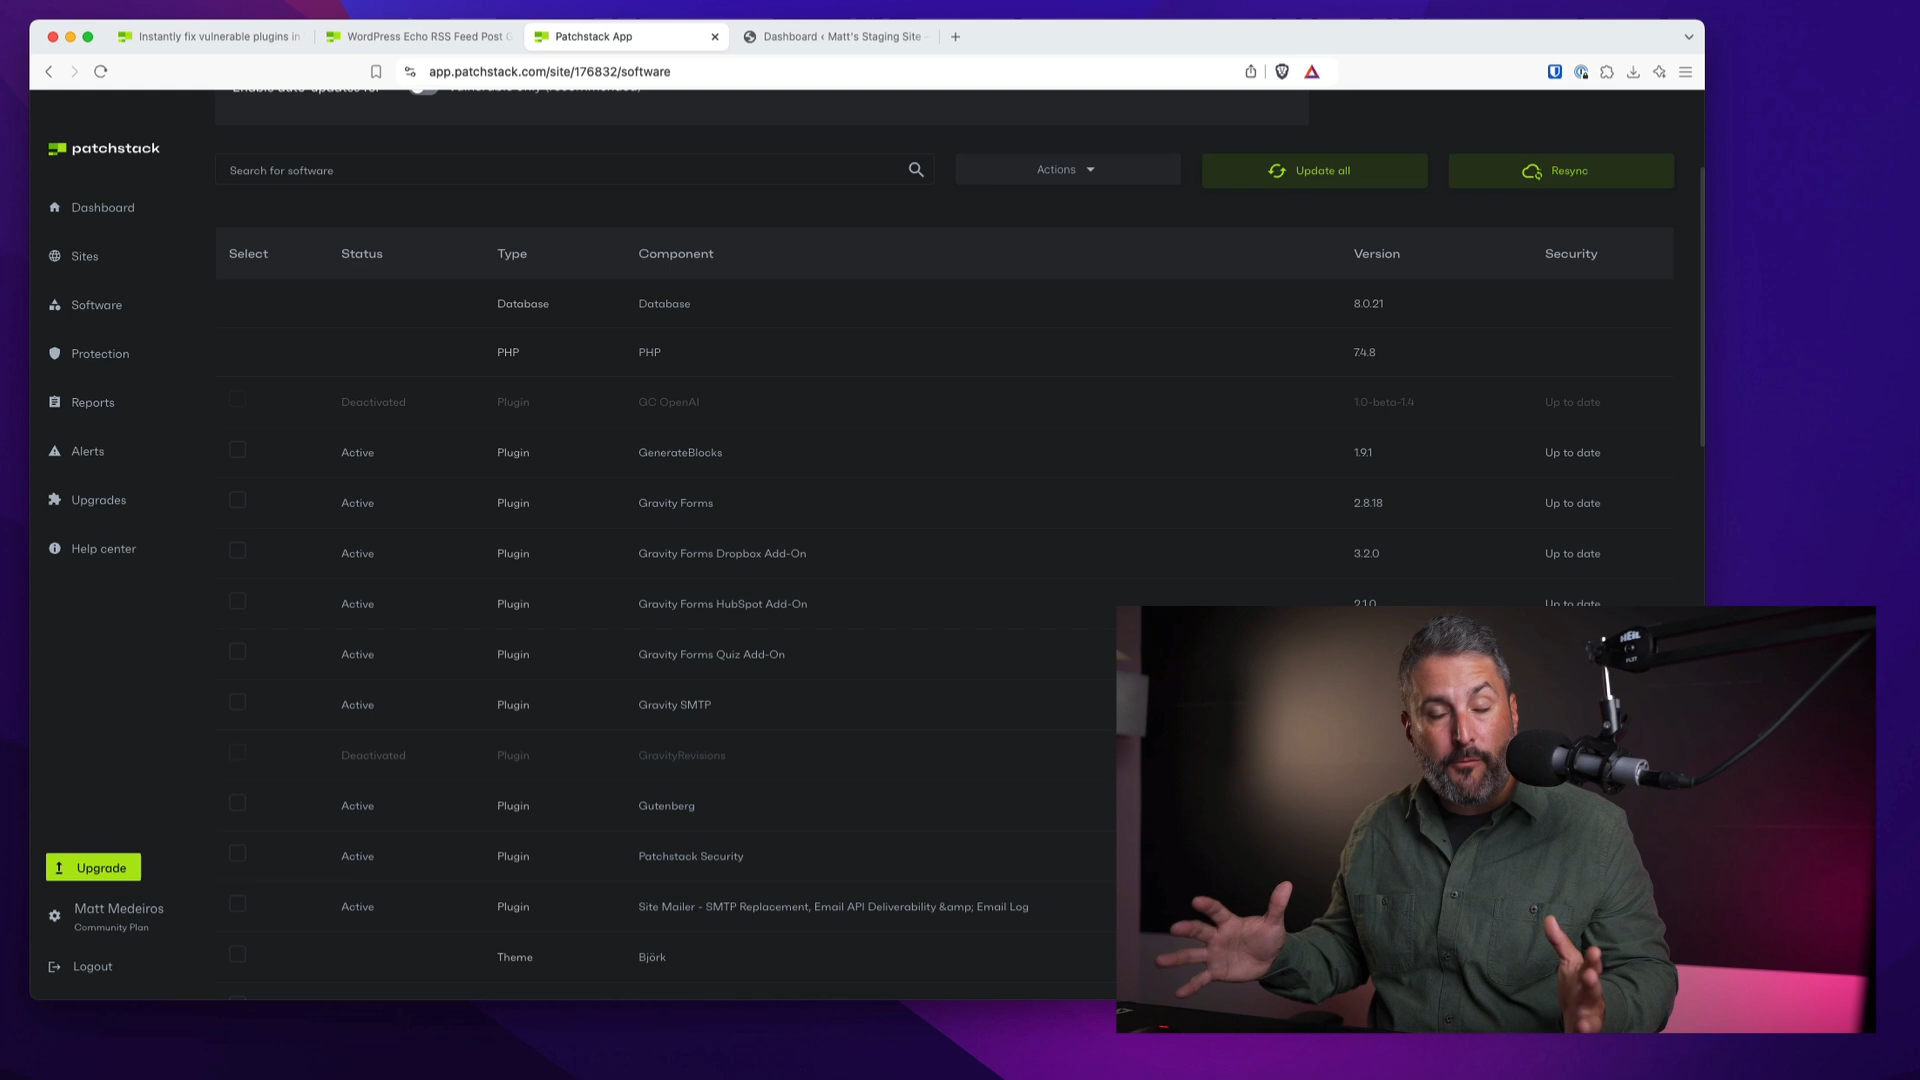 Instantly fix vulnerable plugins in
WordPress Echo RSS Feed Post G
Patchstack App
Dashboard ‹ Matt's Staging Site –
app.patchstack.com/site/176832/software
patchstack
Search for software
Actions
Update all
Resync
Dashboard
Sites
Software
Protection
Reports
Alerts
Upgrades
Help center
Upgrade
Matt Medeiros
Community Plan
Logout
Select Status Type Component Version Security
Database Database 8.0.21
PHP PHP 7.4.8
Deactivated Plugin GC OpenAI 1.0-beta-1.4 Up to date
Active Plugin GenerateBlocks 1.9.1 Up to date
Active Plugin Gravity Forms 2.8.18 Up to date
Active Plugin Gravity Forms Dropbox Add-On 3.2.0 Up to date
Active Plugin Gravity Forms HubSpot Add-On 2.1.0 Up to date
Active Plugin Gravity Forms Quiz Add-On
Active Plugin Gravity SMTP
Deactivated Plugin GravityRevisions
Active Plugin Gutenberg
Active Plugin Patchstack Security
Active Plugin Site Mailer - SMTP Replacement, Email API Deliverability &amp; Email Log
Theme Björk
HEIL